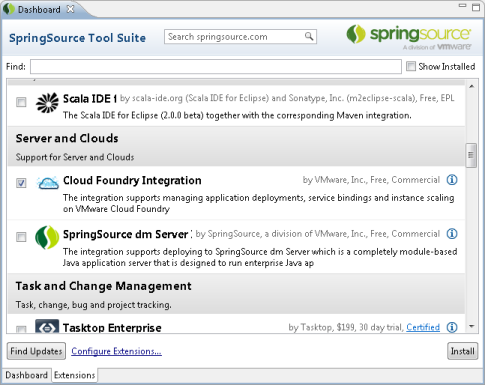 Dashboard
SpringSource Tool Suite
Search springsource.com
springsource
A division of vmware
Find:
Show Installed
Scala IDE f by scala-ide.org (Scala IDE for Eclipse) and Sonatype, Inc. (m2eclipse-scala), Free, EPL
The Scala IDE for Eclipse (2.0.0 beta) together with the corresponding Maven integration.
Server and Clouds
Support for Server and Clouds
Cloud Foundry Integration by VMware, Inc., Free, Commercial
The integration supports managing application deployments, service bindings and instance scaling
on VMware Cloud Foundry
SpringSource dm Server by SpringSource, a division of VMware, Inc., Free, Commercial
The integration supports deploying to SpringSource dm Server which is a completely module-based
Java application server that is designed to run enterprise Java ap
Task and Change Management
Task, change, bug and project tracking.
Tasktop Enterprise by Tasktop, $199, 30 day trial, Certified
Find Updates Configure Extensions... Install
Dashboard Extensions